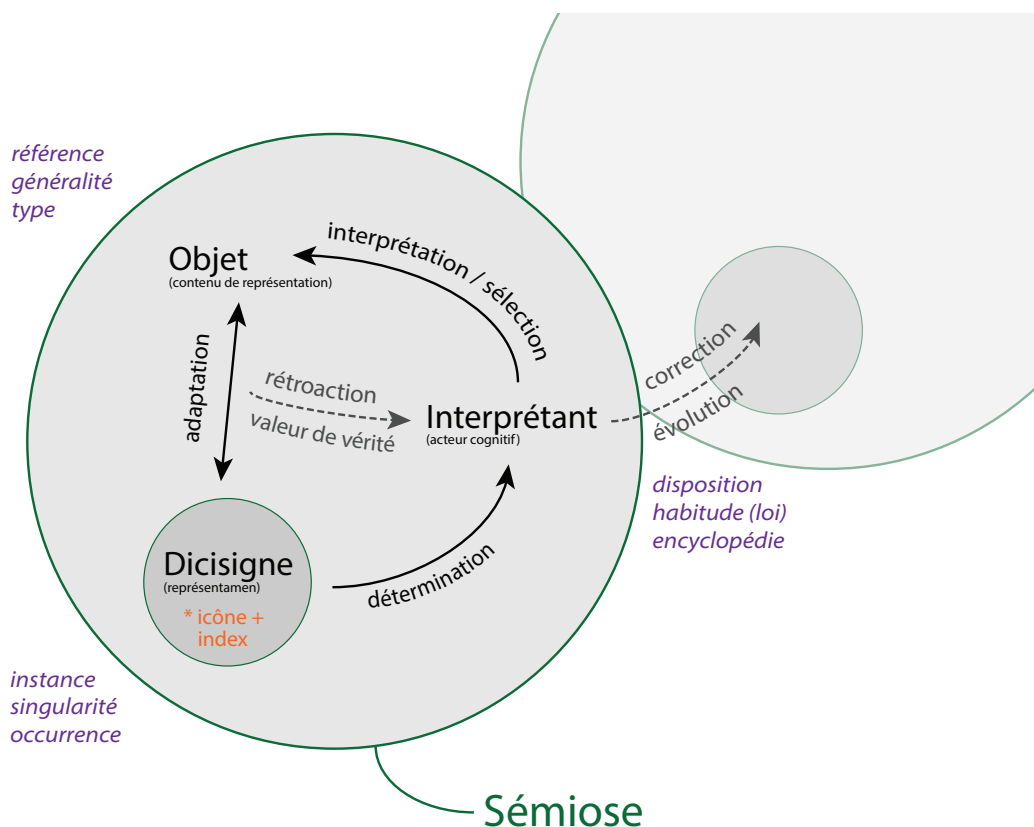 référence
généralité
type
Objet
(contenu de représentation)
interprétation / sélection
adaptation
rétroaction
valeur de vérité
Interprétant
(acteur cognitif)
correction
évolution
disposition
habitude (loi)
encyclopédie
Dicisigne
(représentamen)
* icône +
index
détermination
instance
singularité
occurrence
Sémiose